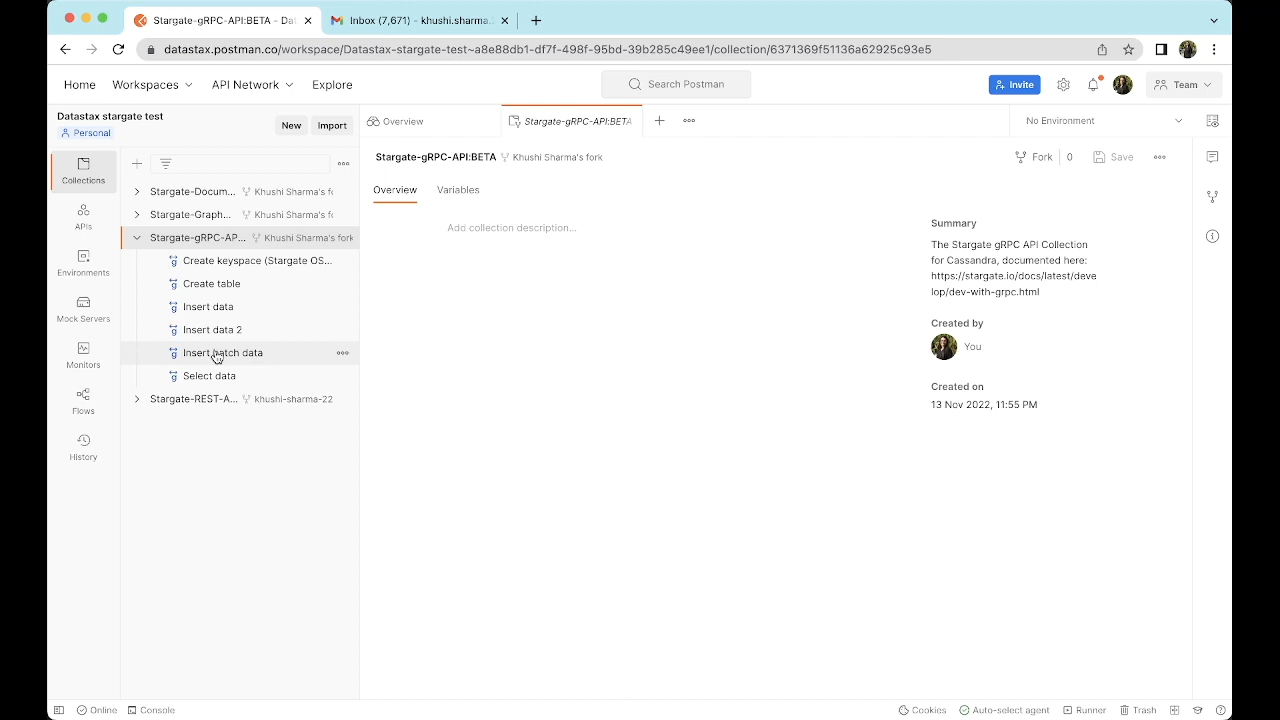 Stargate-gRPC-API:BETA - Dat
Inbox (7,671) - khushi.sharma.
datastax.postman.co/workspace/Datastax-stargate-test~a8e88db1-df7f-498f-95bd-39b285c49ee1/collection/6371369f51136a62925c93e5
Home Workspaces API Network Explore Search Postman Invite Team
Datastax stargate test
Personal
New Import
Overview Stargate-gRPC-API:BETA No Environment
Stargate-gRPC-API:BETA Khushi Sharma's fork Fork 0 Save
Overview Variables
Collections
APIs
Environments
Mock Servers
Monitors
Flows
History
Stargate-Docum... Khushi Sharma's fo
Stargate-Graph... Khushi Sharma's fo
Stargate-gRPC-AP... Khushi Sharma's fork
Create keyspace (Stargate OS...
Create table
Insert data
Insert data 2
Insert batch data
Select data
Stargate-REST-A... khushi-sharma-22
Add collection description...
Summary
The Stargate gRPC API Collection
for Cassandra, documented here:
https://stargate.io/docs/latest/deve
lop/dev-with-grpc.html
Created by
You
Created on
13 Nov 2022, 11:55 PM
Online Console Cookies Auto-select agent Runner Trash